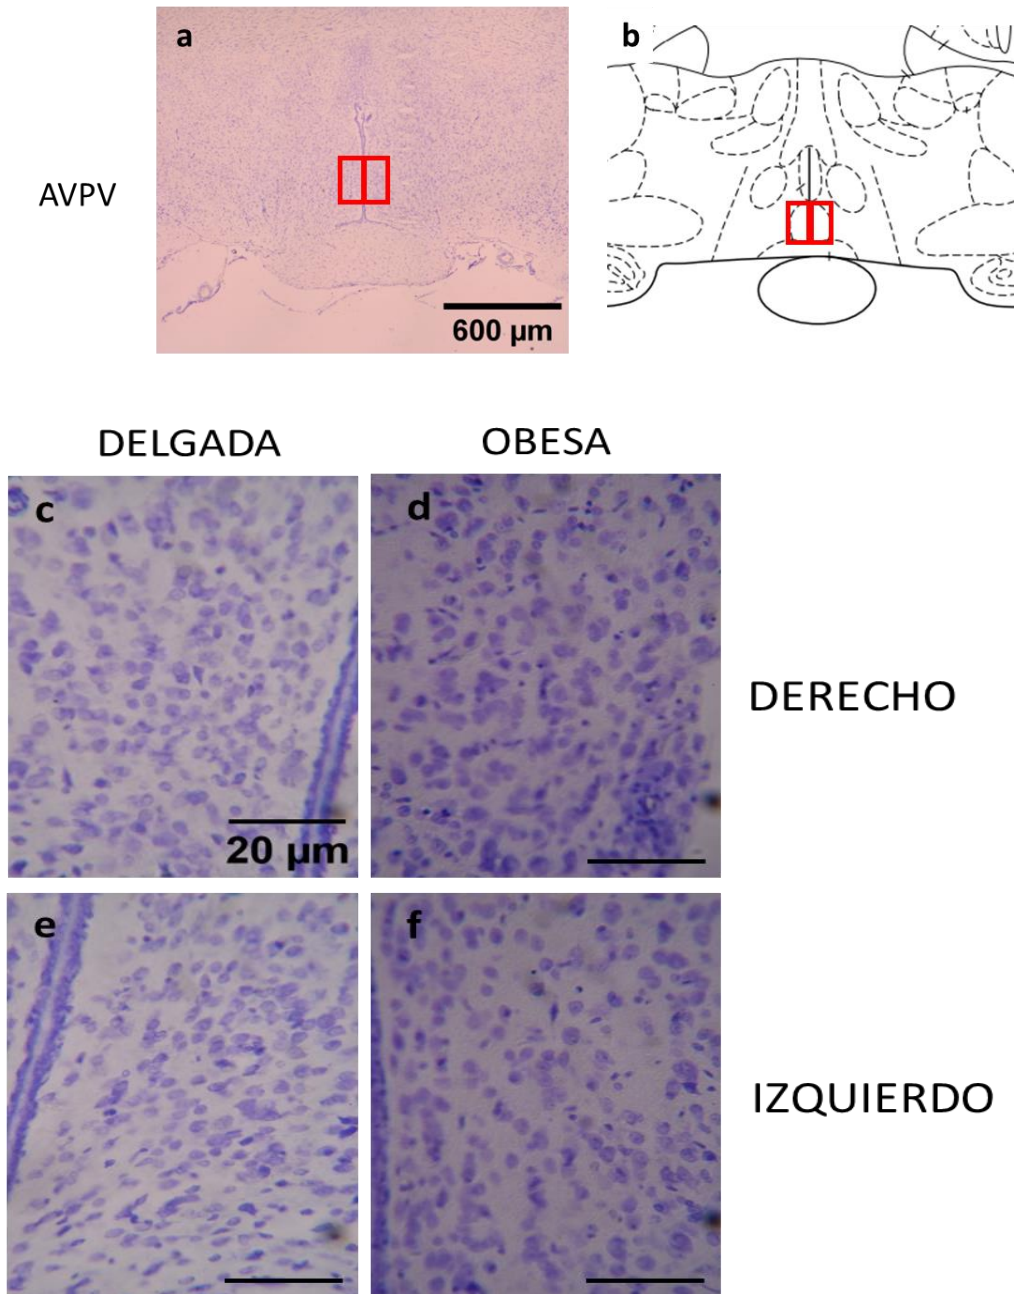 a
b
AVPV
600 µm
DELGADA
OBESA
c
d
DERECHO
20 µm
e
f
IZQUIERDO